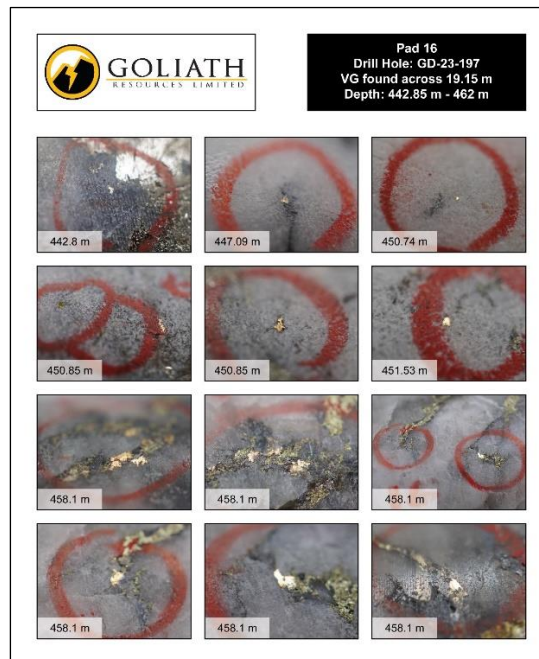 GOLIATH
RESOURCES LIMITED
Pad 16
Drill Hole: GD-23-197
VG found across 19.15 m
Depth: 442.85 m - 462 m
442.8 m
447.09 m
450.74 m
450.85 m
450.85 m
451.53 m
458.1 m
458.1 m
458.1 m
458.1 m
458.1 m
458.1 m